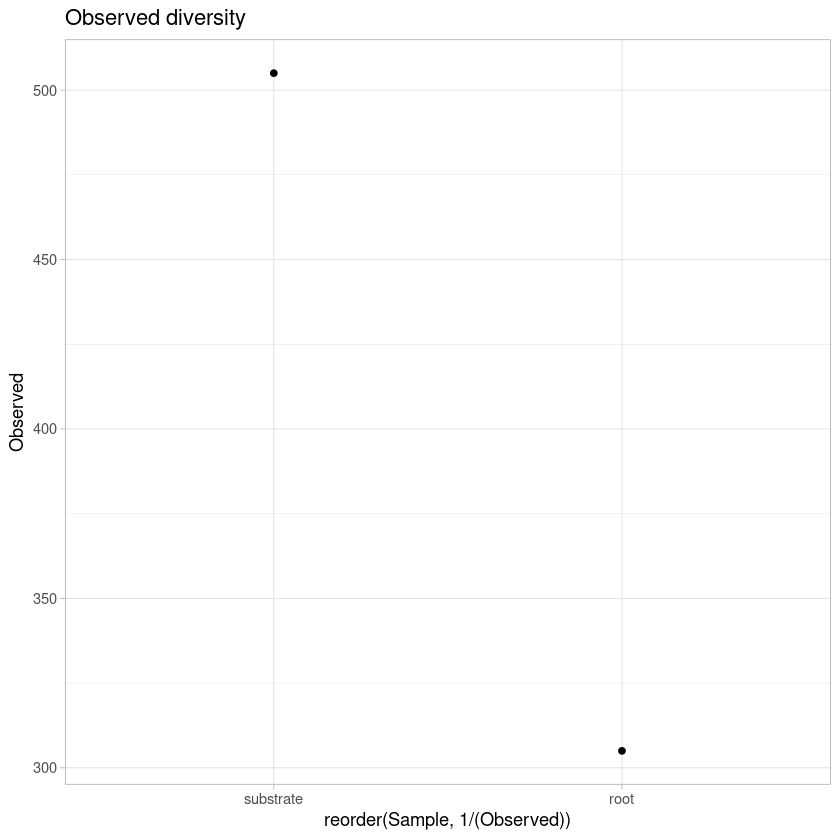 Observed diversity
500
450
400
350
300
Observed
substrate root
reorder(Sample, 1/(Observed))